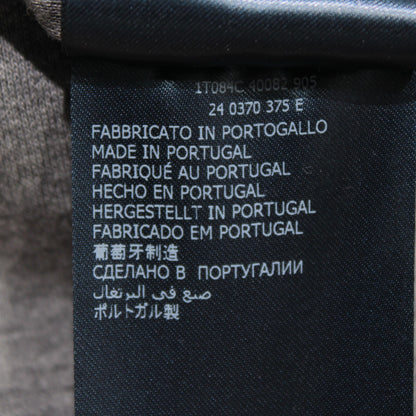 1T084C 40082 905
24 0370 375 E
FABBRICATO IN PORTOGALLO
MADE IN PORTUGAL
FABRIQUÉ AU PORTUGAL
HECHO EN PORTUGAL
HERGESTELLT IN PORTUGAL
FABRICADO EM PORTUGAL
葡萄牙制造
СДЕЛАНО В ПОРТУГАЛИИ
صنع في البرتغال
ポルトガル製